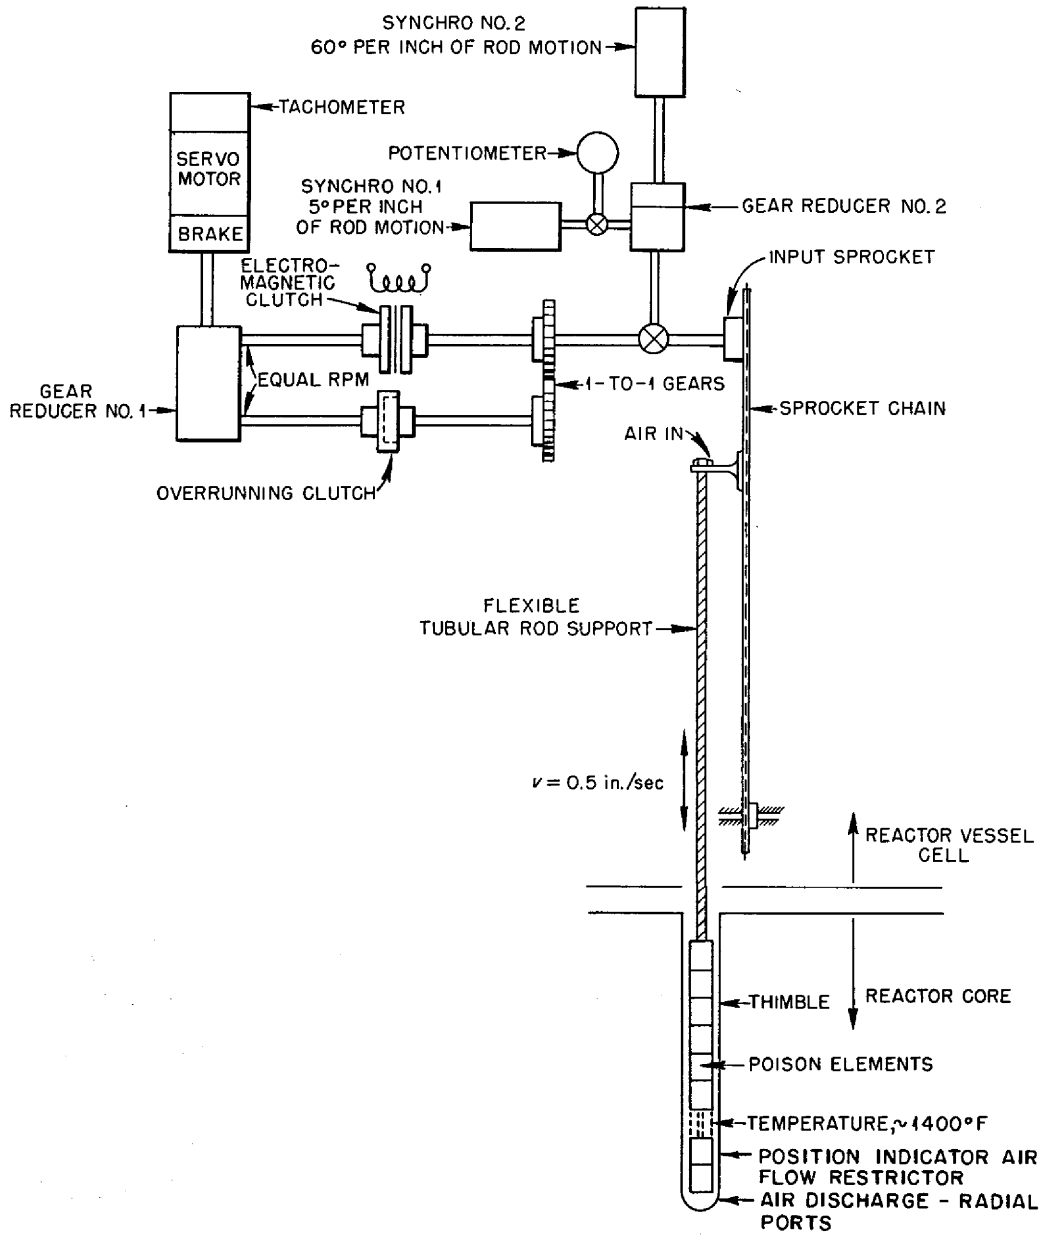 SYNCHRO NO. 2
60° PER INCH OF ROD MOTION
TACHOMETER
SERVO
MOTOR
BRAKE
POTENTIOMETER
SYNCHRO NO. 1
5° PER INCH
OF ROD MOTION
GEAR REDUCER NO. 2
INPUT SPROCKET
ELECTRO-
MAGNETIC
CLUTCH
EQUAL RPM
GEAR
REDUCER NO. 1
1-TO-1 GEARS
SPROCKET CHAIN
AIR IN
OVERRUNNING CLUTCH
FLEXIBLE
TUBULAR ROD SUPPORT
v = 0.5 in./sec
REACTOR VESSEL
CELL
THIMBLE
REACTOR CORE
POISON ELEMENTS
TEMPERATURE, ~1400°F
POSITION INDICATOR AIR
FLOW RESTRICTOR
AIR DISCHARGE - RADIAL
PORTS